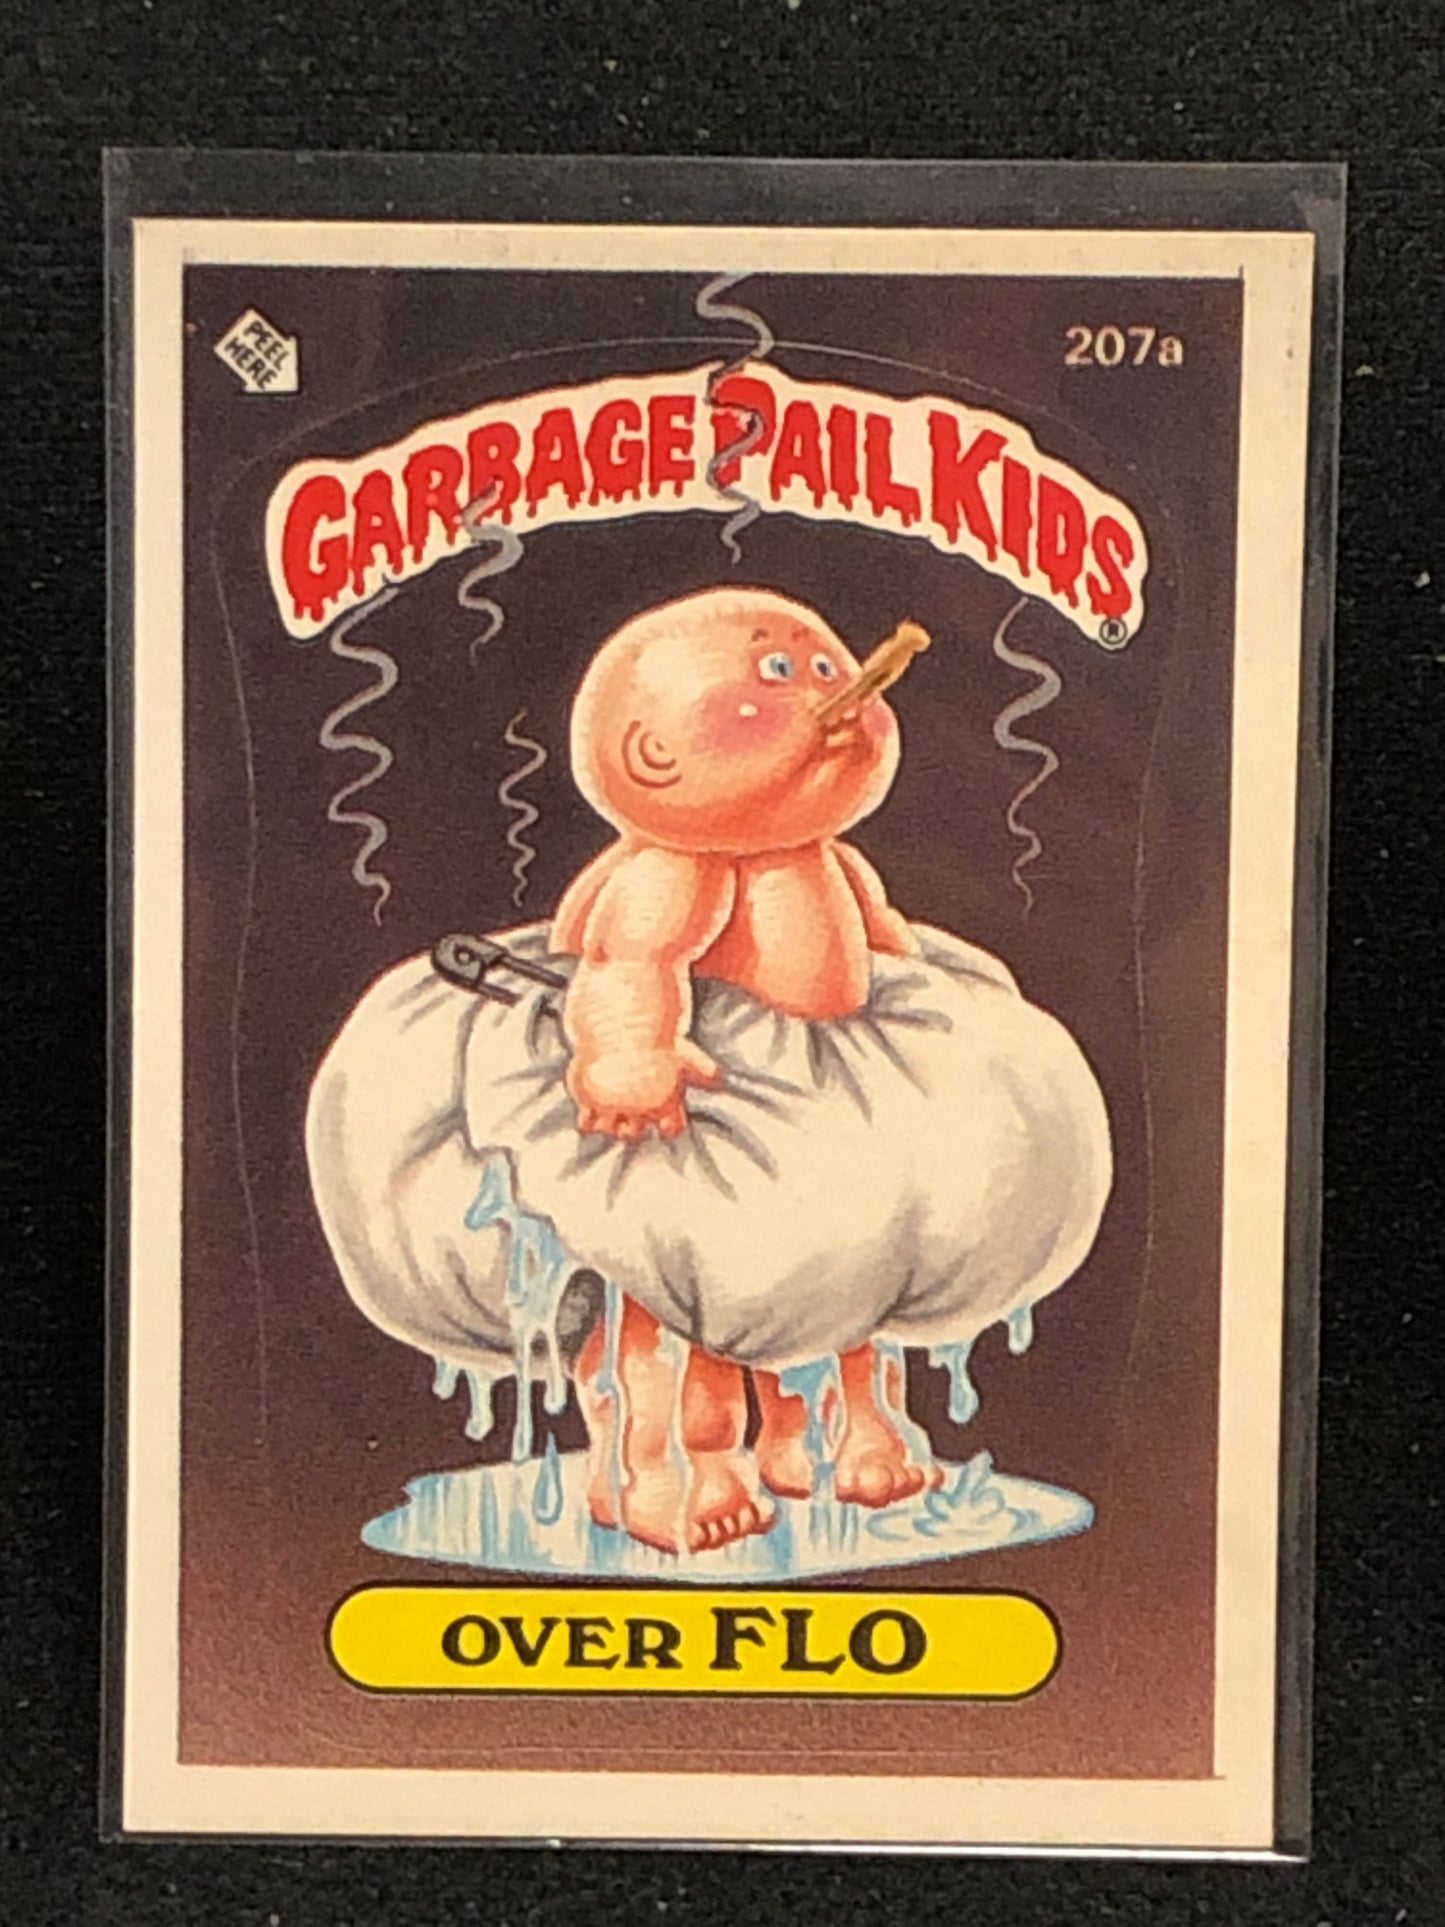 PEEL
HERE
207a
GARBAGE PAIL KIDS
®
OVER FLO